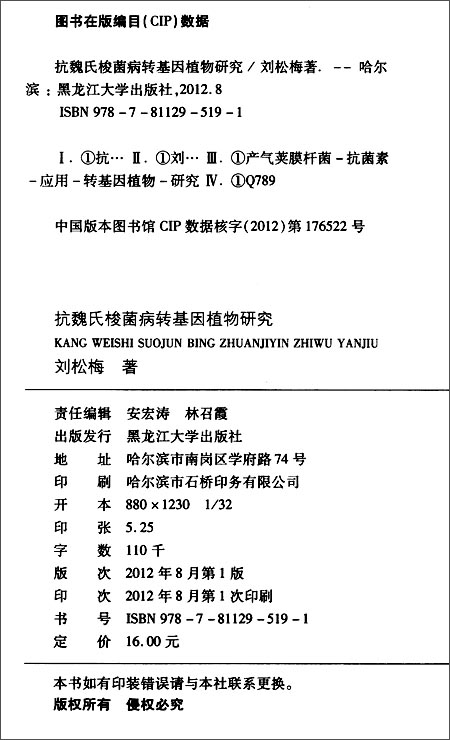 图书在版编目(CIP)数据
抗魏氏梭菌病转基因植物研究 / 刘松梅著. -- 哈尔
滨 : 黑龙江大学出版社,2012.8
ISBN 978-7-81129-519-1
Ⅰ. ①抗… Ⅱ. ①刘… Ⅲ. ①产气荚膜杆菌-抗菌素
-应用-转基因植物-研究 Ⅳ. ①Q789
中国版本图书馆 CIP 数据核字(2012)第 176522 号
抗魏氏梭菌病转基因植物研究
KANG WEISHI SUOJUN BING ZHUANJIYIN ZHIWU YANJIU
刘松梅 著
责任编辑 安宏涛 林召霞
出版发行 黑龙江大学出版社
地 址 哈尔滨市南岗区学府路 74 号
印 刷 哈尔滨市石桥印务有限公司
开 本 880×1230 1/32
印 张 5.25
字 数 110 千
版 次 2012 年 8 月第 1 版
印 次 2012 年 8 月第 1 次印刷
书 号 ISBN 978-7-81129-519-1
定 价 16.00 元
本书如有印装错误请与本社联系更换。
版权所有 侵权必究